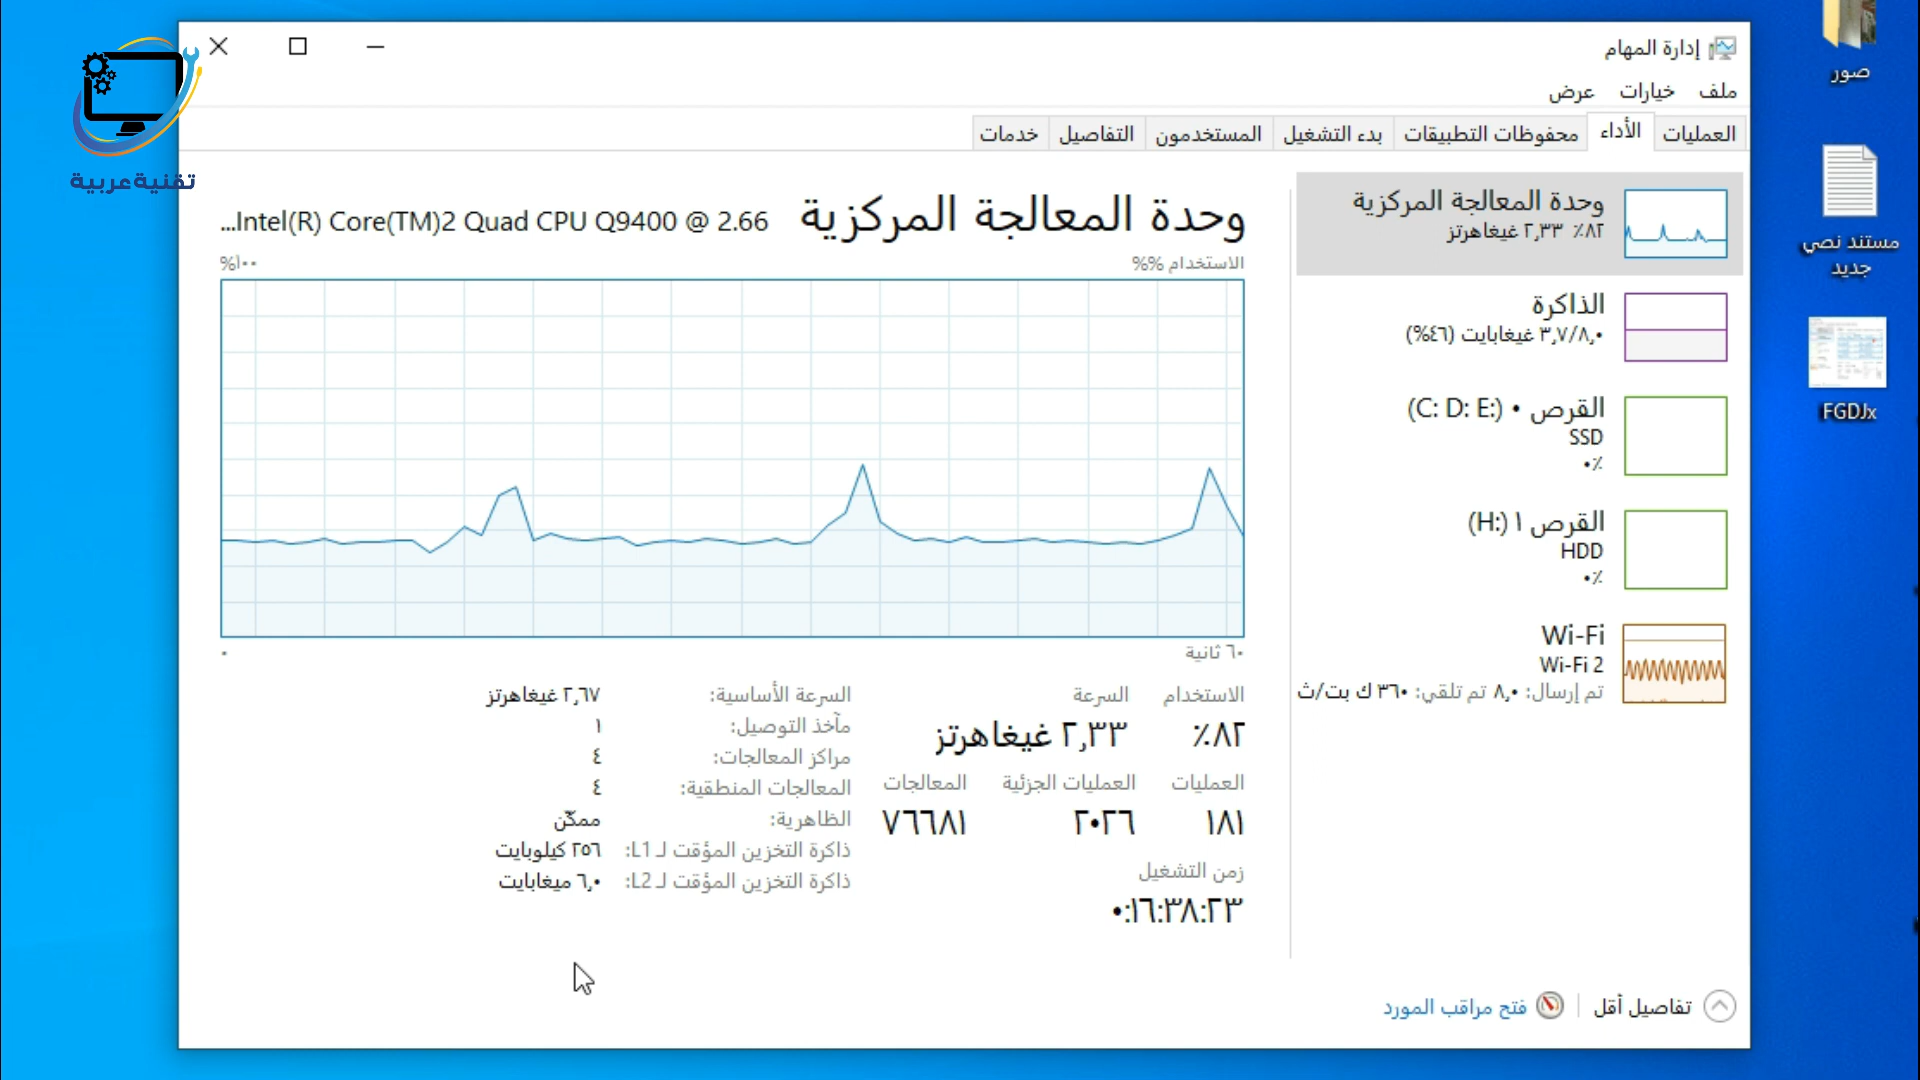 تقنية عربية
إدارة المهام
ملف خيارات عرض
العمليات الأداء محفوظات التطبيقات بدء التشغيل المستخدمون التفاصيل خدمات
وحدة المعالجة المركزية
٨٢٪ ٢,٣٣ غيغاهرتز
الذاكرة
٣,٧/٨,٠ غيغابايت (٤٦%)
القرص ٠ (C: D: E:)
SSD
٠٪
القرص ١ (H:)
HDD
٠٪
Wi-Fi
Wi-Fi 2
تم إرسال: ٨,٠ تم تلقي: ٣٦٠ ك بت/ث
وحدة المعالجة المركزية
Intel(R) Core(TM)2 Quad CPU Q9400 @ 2.66...
الاستخدام %%
١٠٠%
٦٠ ثانية
٠
الاستخدام السرعة
٨٢٪ ٢,٣٣ غيغاهرتز
العمليات العمليات الجزئية المعالجات
١٨١ ٢٠٢٦ ٧٦٦٨١
زمن التشغيل
٠:١٦:٣٨:٢٣
السرعة الأساسية: ٢,٦٧ غيغاهرتز
مآخذ التوصيل: ١
مراكز المعالجات: ٤
المعالجات المنطقية: ٤
الظاهرية: ممكّن
ذاكرة التخزين المؤقت لـ L1: ٢٥٦ كيلوبايت
ذاكرة التخزين المؤقت لـ L2: ٦,٠ ميغابايت
تفاصيل أقل فتح مراقب المورد
صور
مستند نصي
جديد
FGDJx